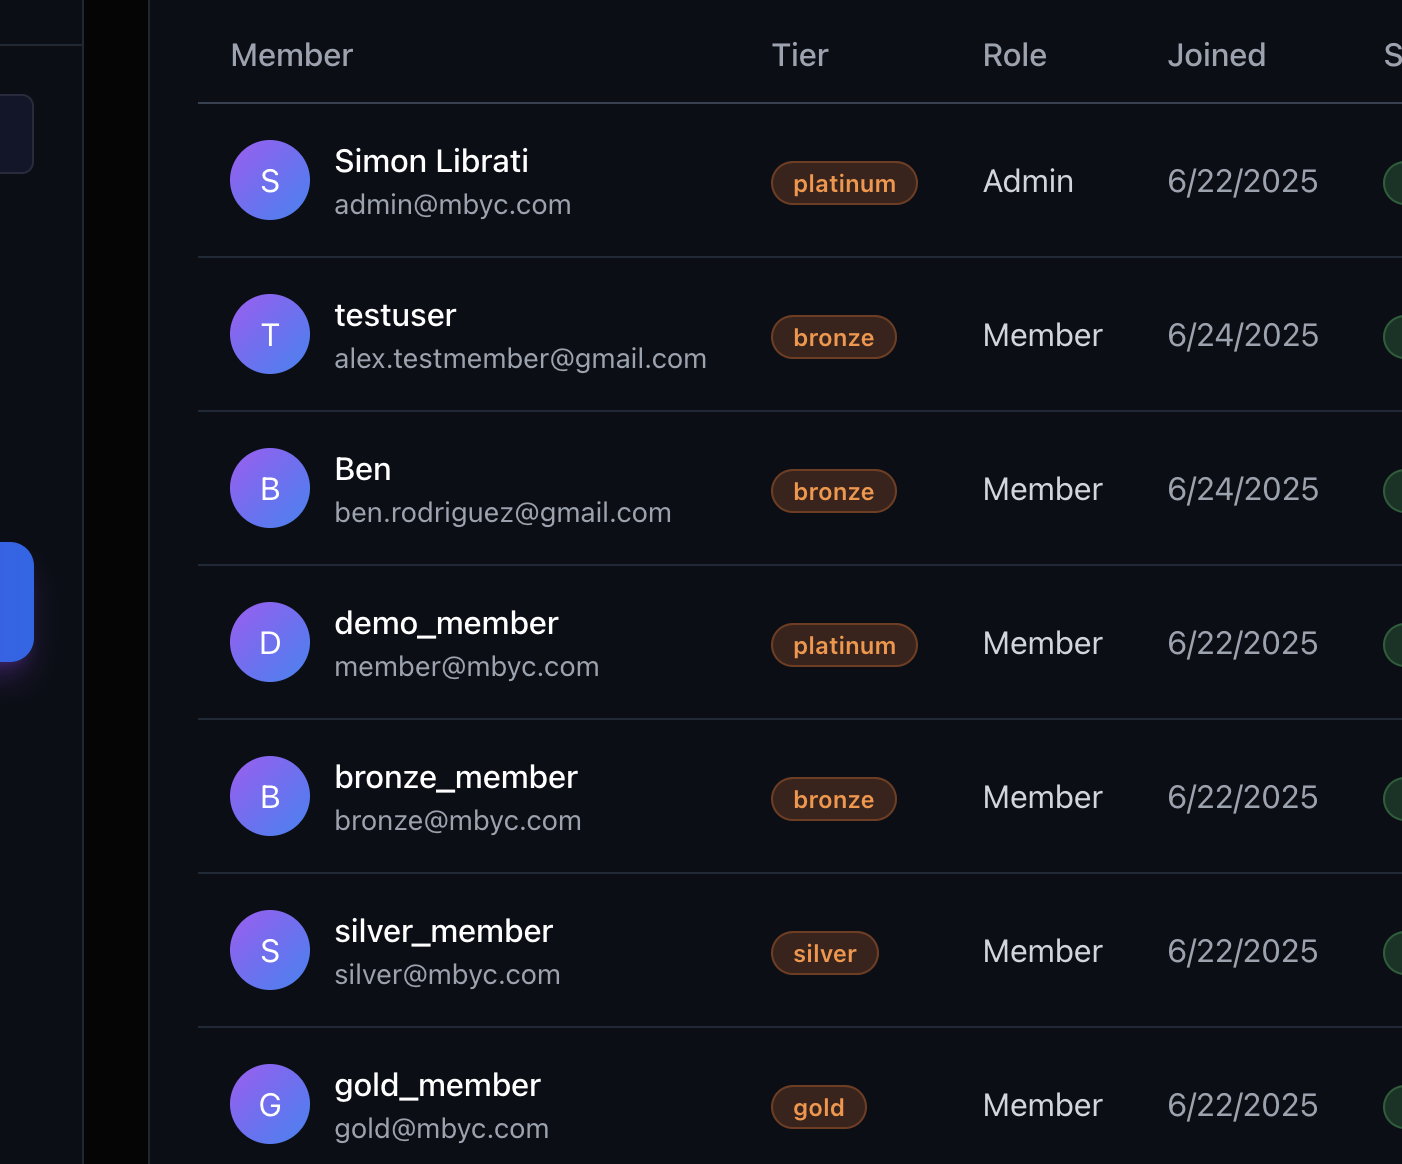 Member Tier Role Joined S
S Simon Librati platinum Admin 6/22/2025
admin@mbyc.com
T testuser bronze Member 6/24/2025
alex.testmember@gmail.com
B Ben bronze Member 6/24/2025
ben.rodriguez@gmail.com
D demo_member platinum Member 6/22/2025
member@mbyc.com
B bronze_member bronze Member 6/22/2025
bronze@mbyc.com
S silver_member silver Member 6/22/2025
silver@mbyc.com
G gold_member gold Member 6/22/2025
gold@mbyc.com